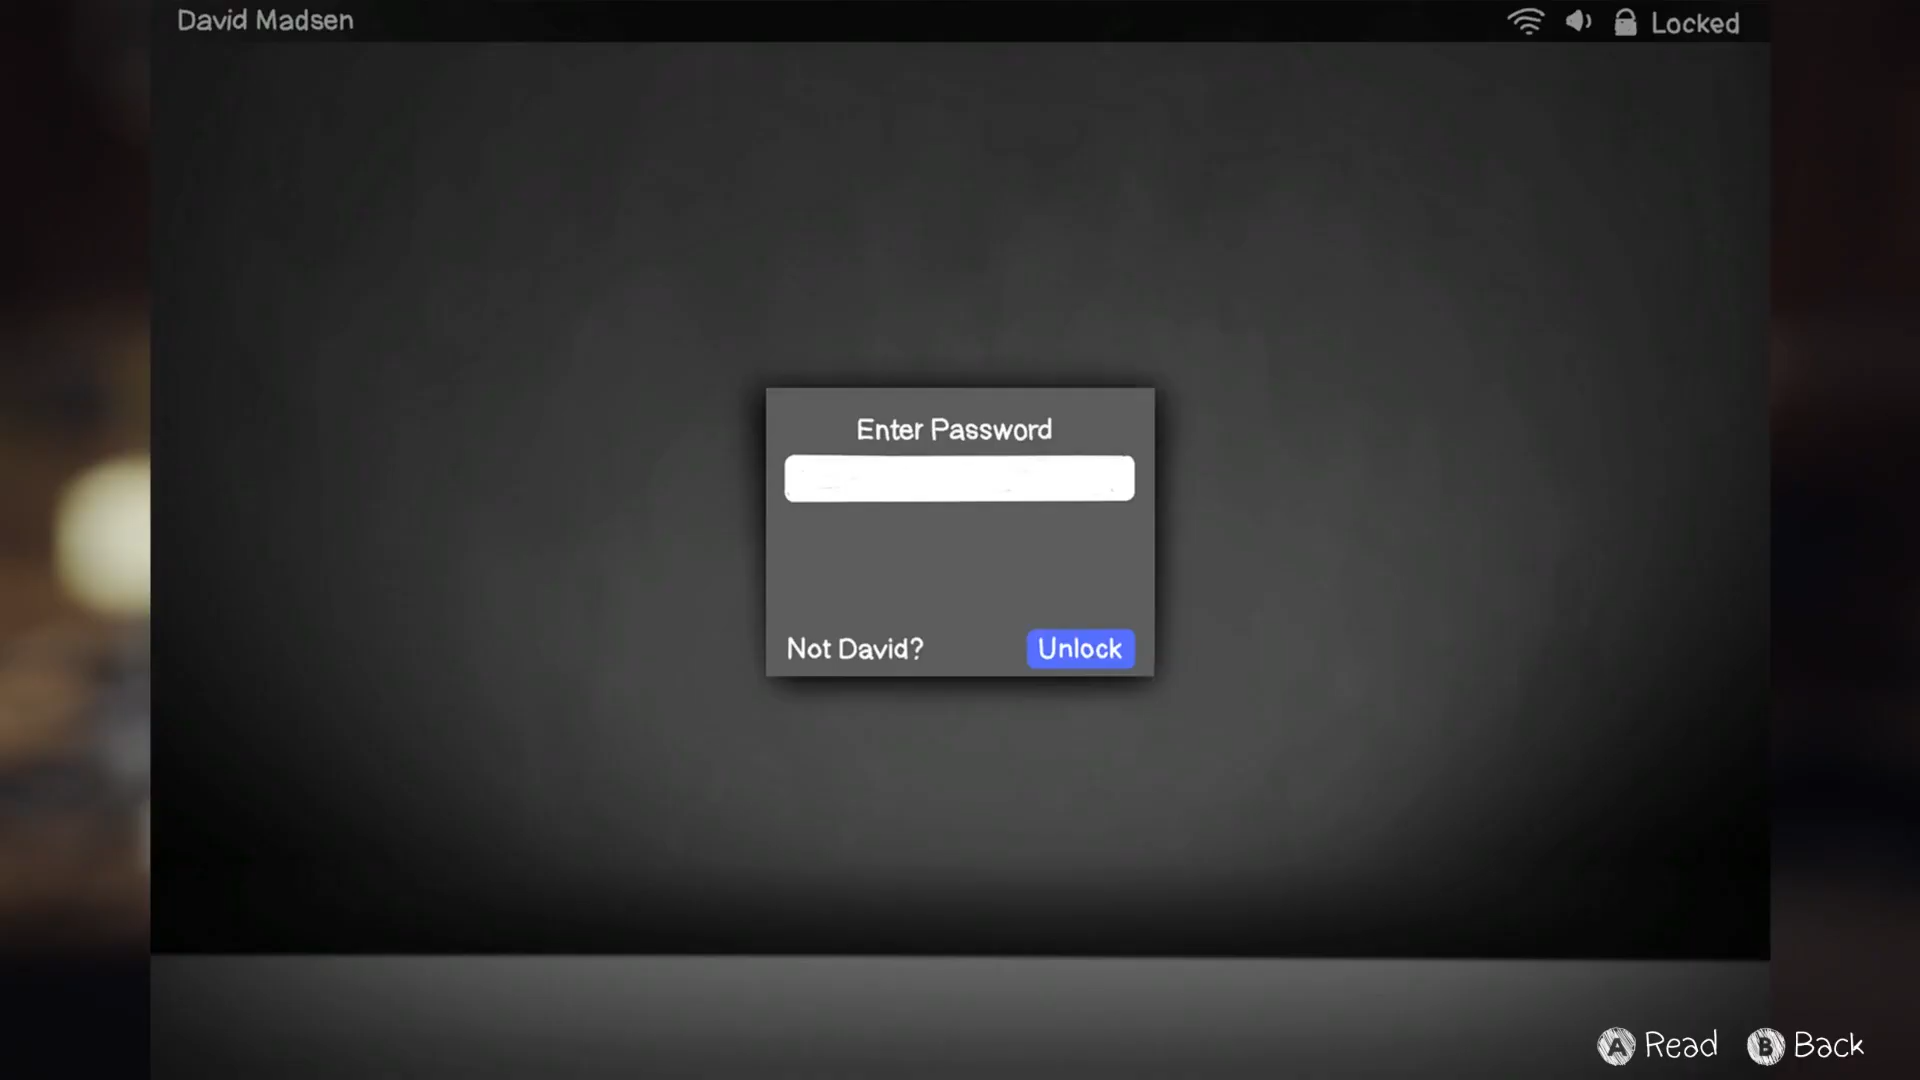 David Madsen
Locked
Enter Password
Not David?
Unlock
A Read
B Back